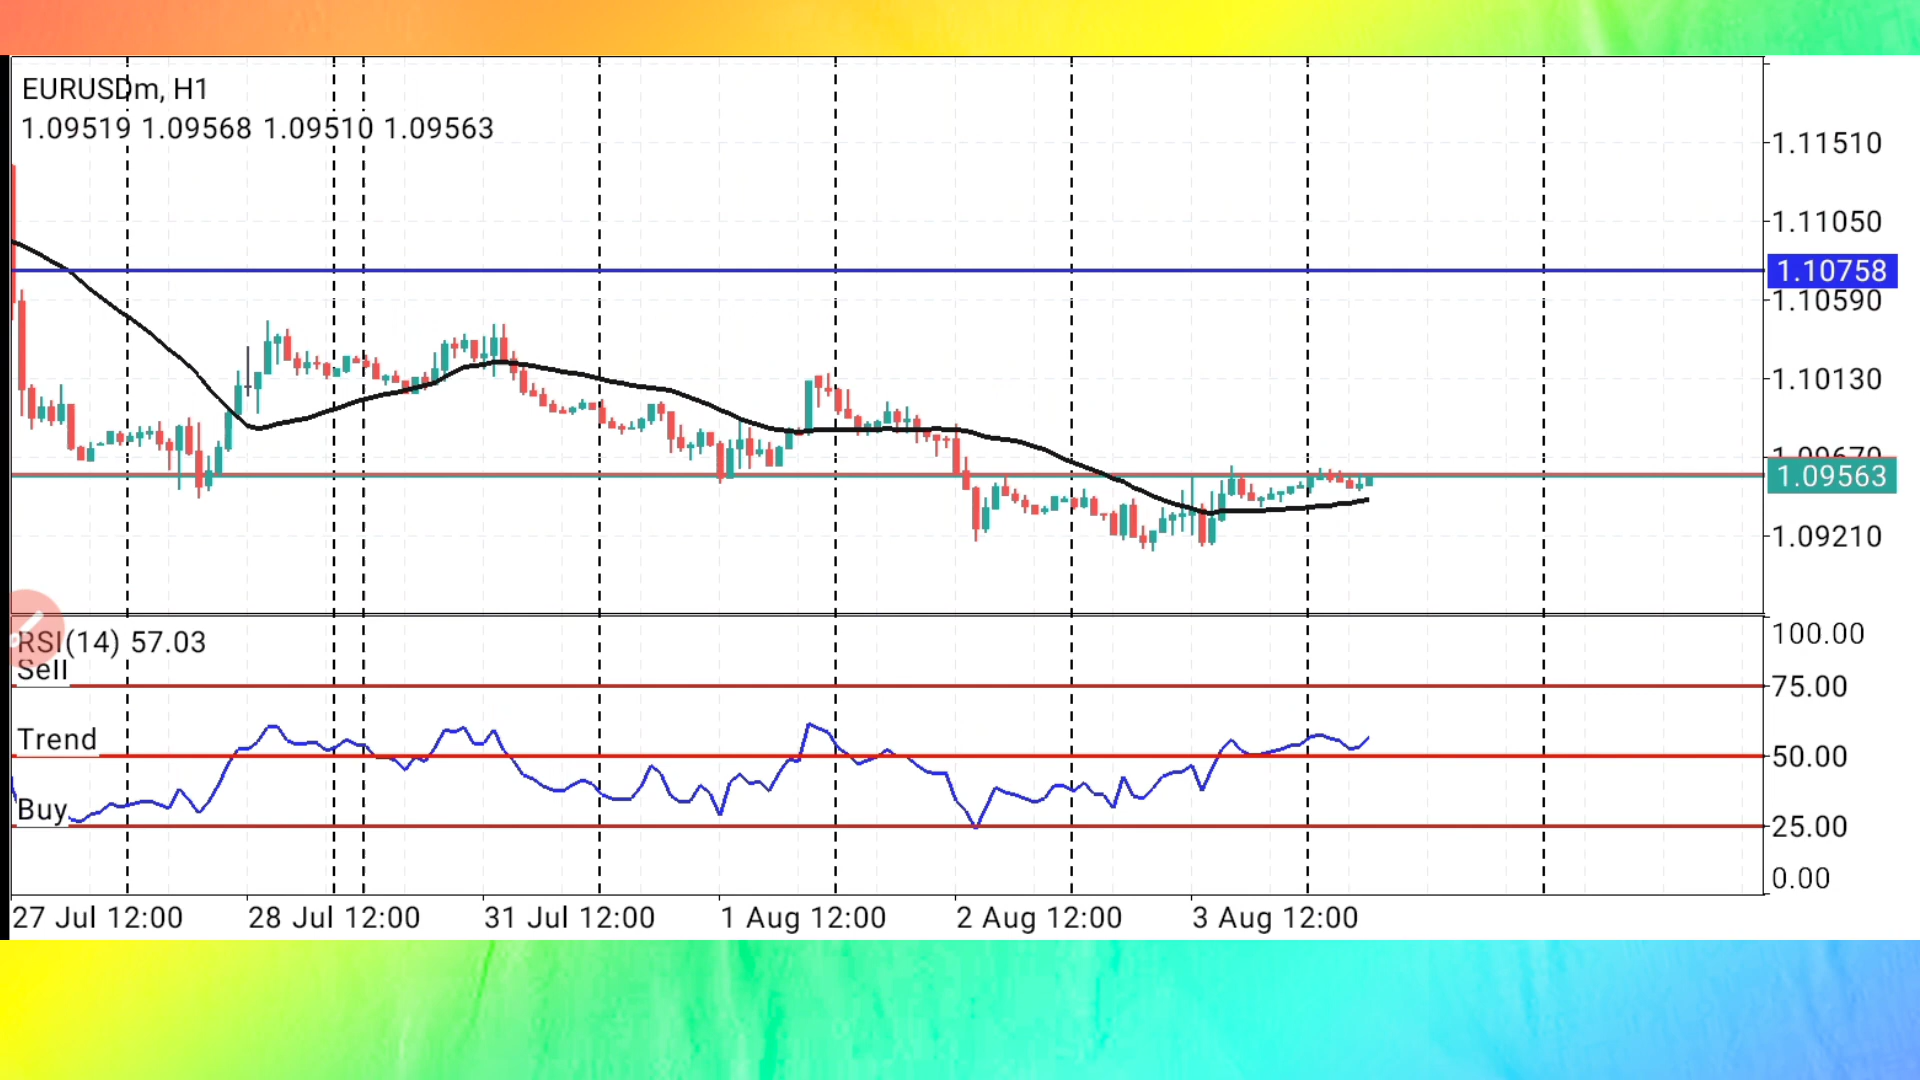 EURUSDm, H1
1.09519 1.09568 1.09510 1.09563
1.11510
1.11050
1.10758
1.10590
1.10130
1.09670
1.09563
1.09210
RSI(14) 57.03
100.00
Sell
75.00
Trend
50.00
Buy
25.00
0.00
27 Jul 12:00 28 Jul 12:00 31 Jul 12:00 1 Aug 12:00 2 Aug 12:00 3 Aug 12:00